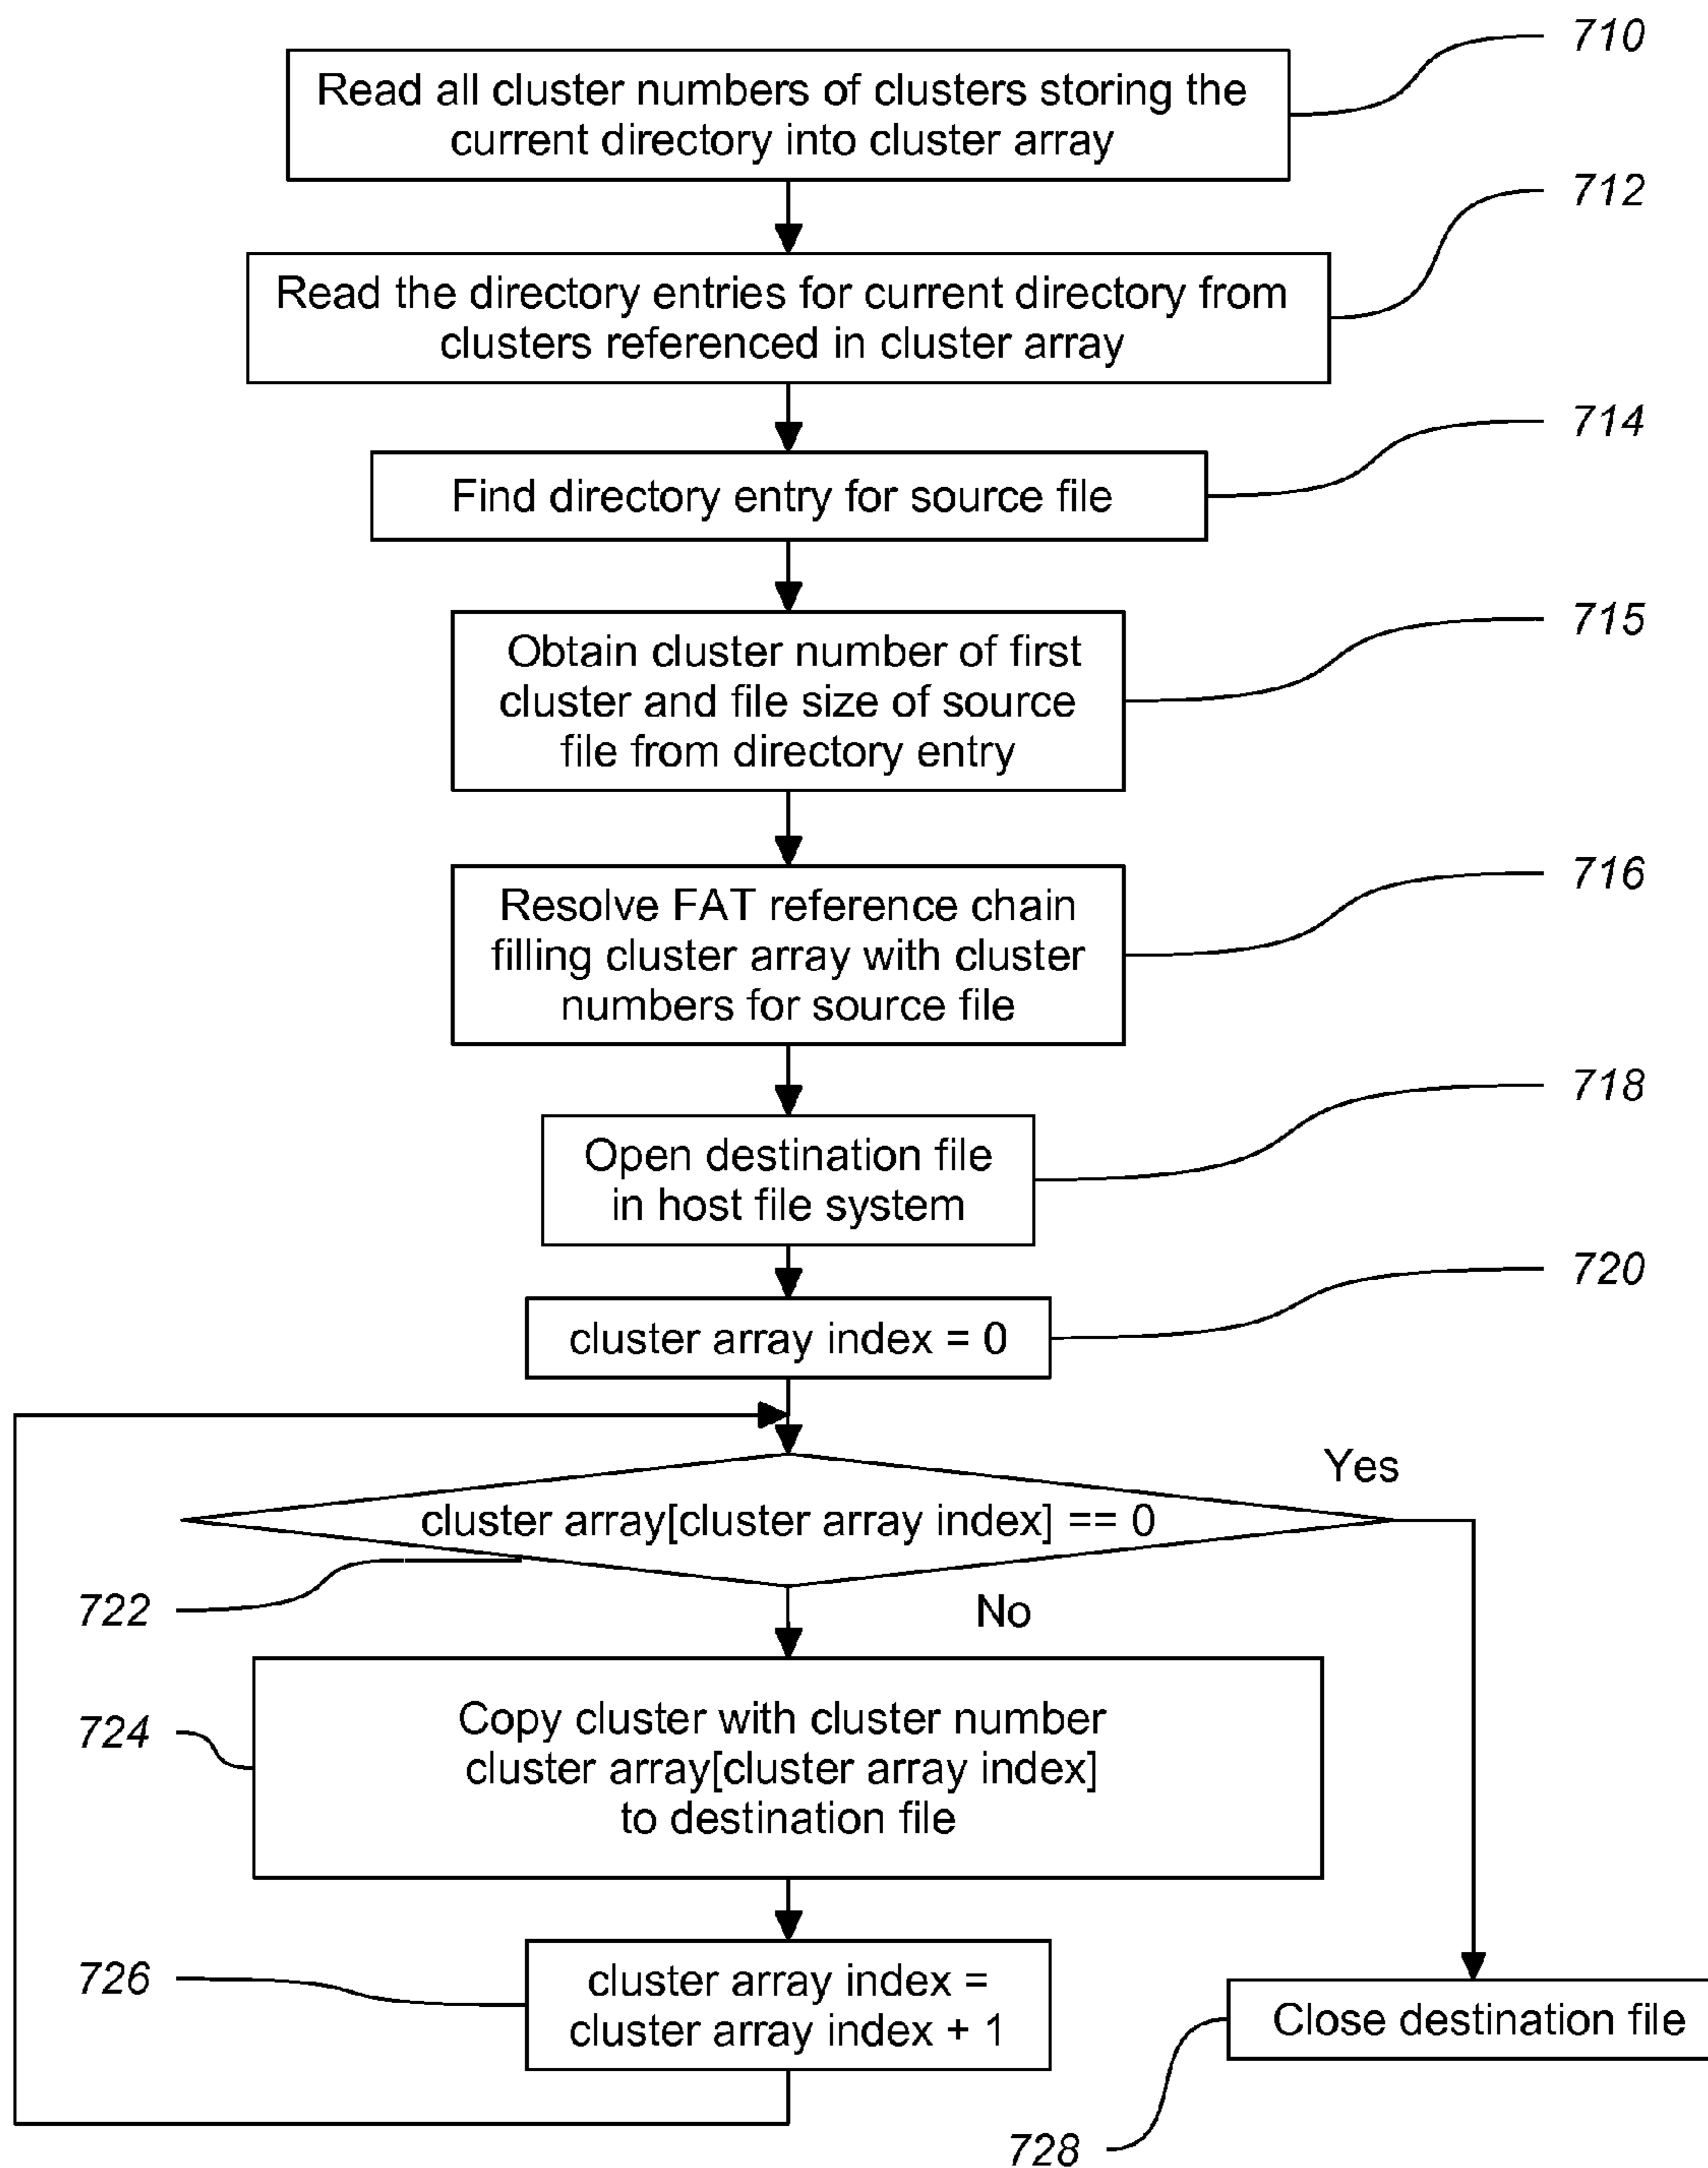 710
Read all cluster numbers of clusters storing the
current directory into cluster array
712
Read the directory entries for current directory from
clusters referenced in cluster array
714
Find directory entry for source file
715
Obtain cluster number of first
cluster and file size of source
file from directory entry
716
Resolve FAT reference chain
filling cluster array with cluster
numbers for source file
718
Open destination file
in host file system
720
cluster array index = 0
Yes
cluster array[cluster array index] == 0
722
No
Copy cluster with cluster number
724
cluster array[cluster array index]
to destination file
726
cluster array index =
cluster array index + 1
Close destination file
728